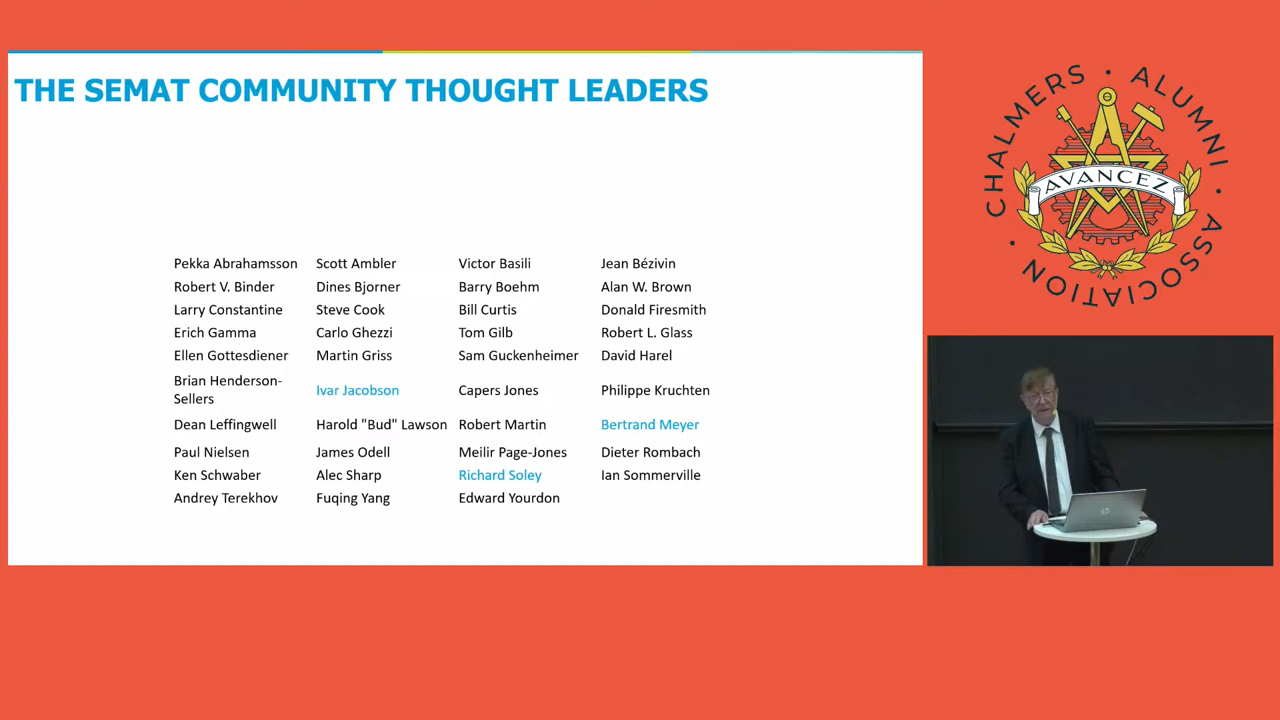 THE SEMAT COMMUNITY THOUGHT LEADERS
Pekka Abrahamsson Scott Ambler Victor Basili Jean Bézivin
Robert V. Binder Dines Bjorner Barry Boehm Alan W. Brown
Larry Constantine Steve Cook Bill Curtis Donald Firesmith
Erich Gamma Carlo Ghezzi Tom Gilb Robert L. Glass
Ellen Gottesdiener Martin Griss Sam Guckenheimer David Harel
Brian Henderson-
Sellers Ivar Jacobson Capers Jones Philippe Kruchten
Dean Leffingwell Harold "Bud" Lawson Robert Martin Bertrand Meyer
Paul Nielsen James Odell Meilir Page-Jones Dieter Rombach
Ken Schwaber Alec Sharp Richard Soley Ian Sommerville
Andrey Terekhov Fuqing Yang Edward Yourdon
CHALMERS • ALUMNI • ASSOCIATION •
AVANCEZ
hp